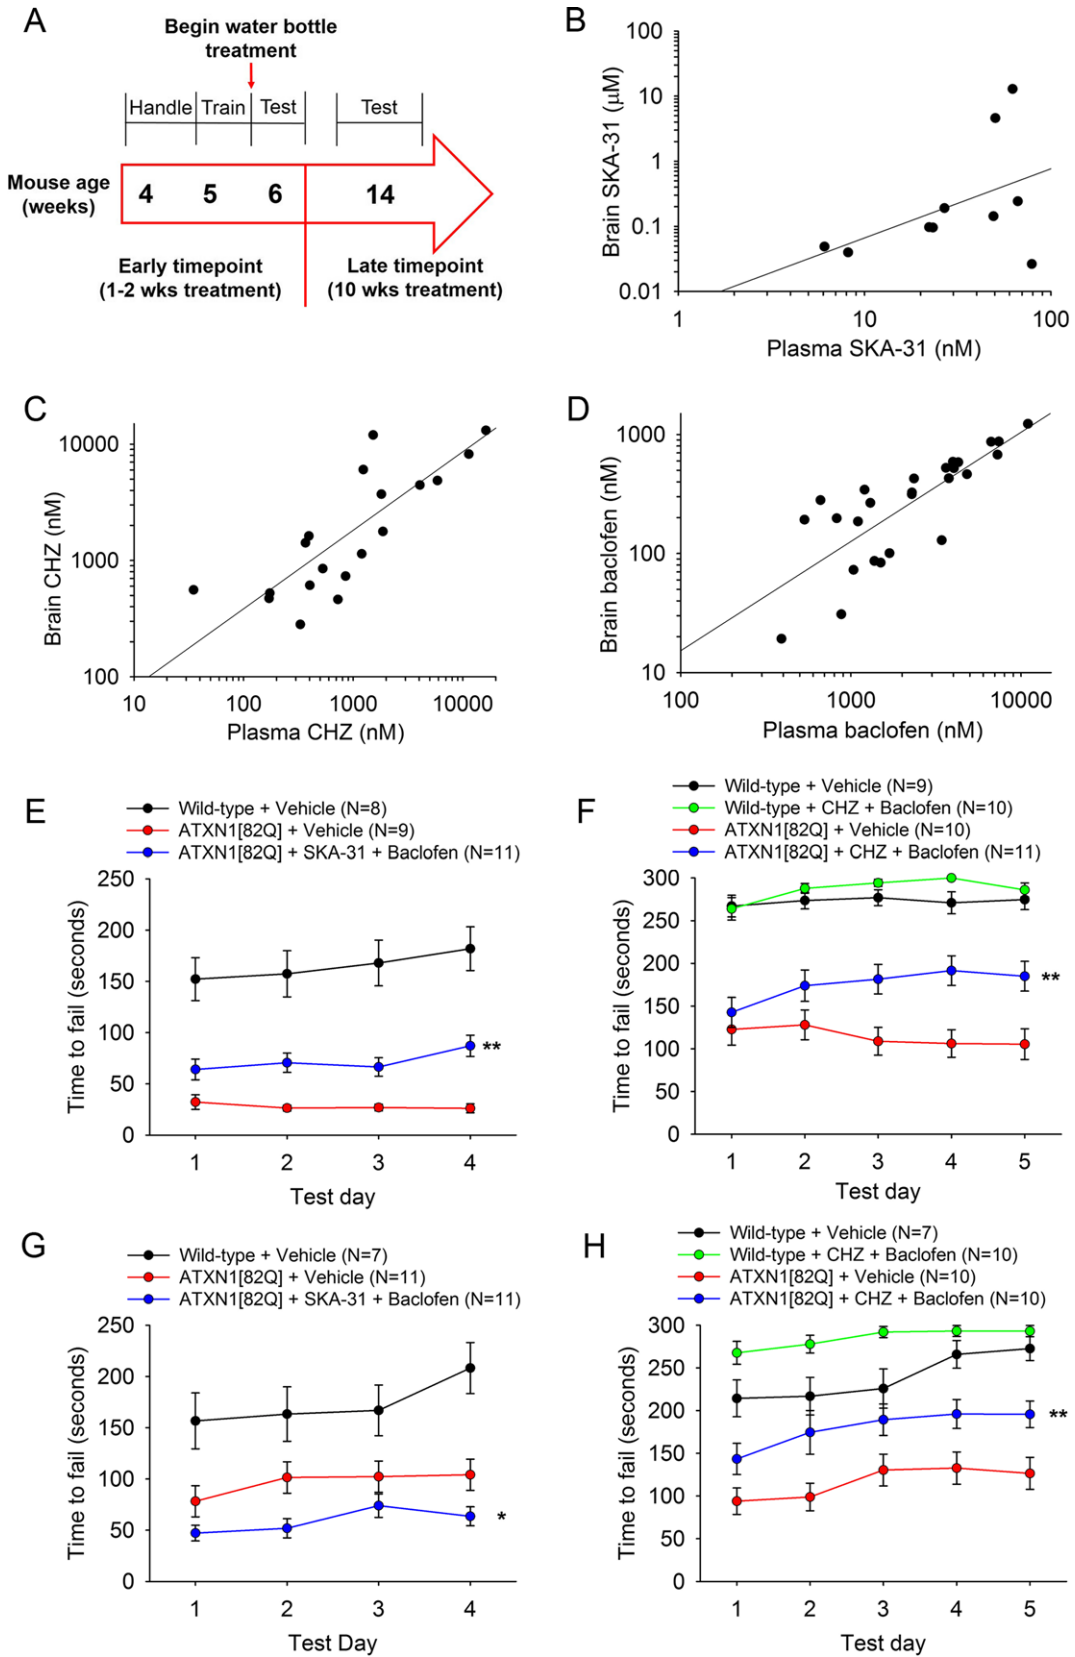 A
Begin water bottle
treatment
Handle Train Test Test
Mouse age
(weeks)
4 5 6 14
Early timepoint
(1-2 wks treatment)
Late timepoint
(10 wks treatment)
B
Brain SKA-31 (μM)
100
10
1
0.1
0.01
1 10 100
Plasma SKA-31 (nM)
C
Brain CHZ (nM)
10000
1000
100
10 100 1000 10000
Plasma CHZ (nM)
D
Brain baclofen (nM)
1000
100
10
100 1000 10000
Plasma baclofen (nM)
E
Wild-type + Vehicle (N=8)
ATXN1[82Q] + Vehicle (N=9)
ATXN1[82Q] + SKA-31 + Baclofen (N=11)
Time to fail (seconds)
250
200
150
100
50
0
**
1 2 3 4
Test day
F
Wild-type + Vehicle (N=9)
Wild-type + CHZ + Baclofen (N=10)
ATXN1[82Q] + Vehicle (N=10)
ATXN1[82Q] + CHZ + Baclofen (N=11)
Time to fail (seconds)
300
250
200
150
100
50
0
**
1 2 3 4 5
Test day
G
Wild-type + Vehicle (N=7)
ATXN1[82Q] + Vehicle (N=11)
ATXN1[82Q] + SKA-31 + Baclofen (N=11)
Time to fail (seconds)
250
200
150
100
50
0
*
1 2 3 4
Test Day
H
Wild-type + Vehicle (N=7)
Wild-type + CHZ + Baclofen (N=10)
ATXN1[82Q] + Vehicle (N=10)
ATXN1[82Q] + CHZ + Baclofen (N=10)
Time to fail (seconds)
300
250
200
150
100
50
0
**
1 2 3 4 5
Test day